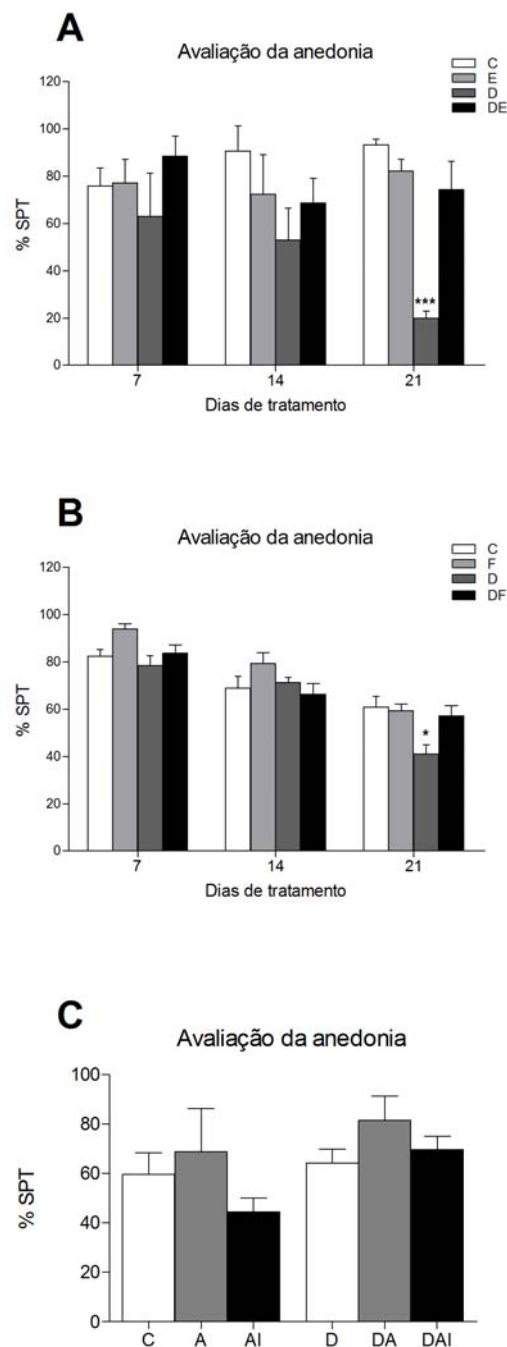 A
Avaliação da anedonia
C
E
D
DE
% SPT
120
100
80
60
40
20
0
***
7 14 21
Dias de tratamento
B
Avaliação da anedonia
C
F
D
DF
% SPT
120
100
80
60
40
20
0
*
7 14 21
Dias de tratamento
C
Avaliação da anedonia
% SPT
100
80
60
40
20
0
C A AI D DA DAI